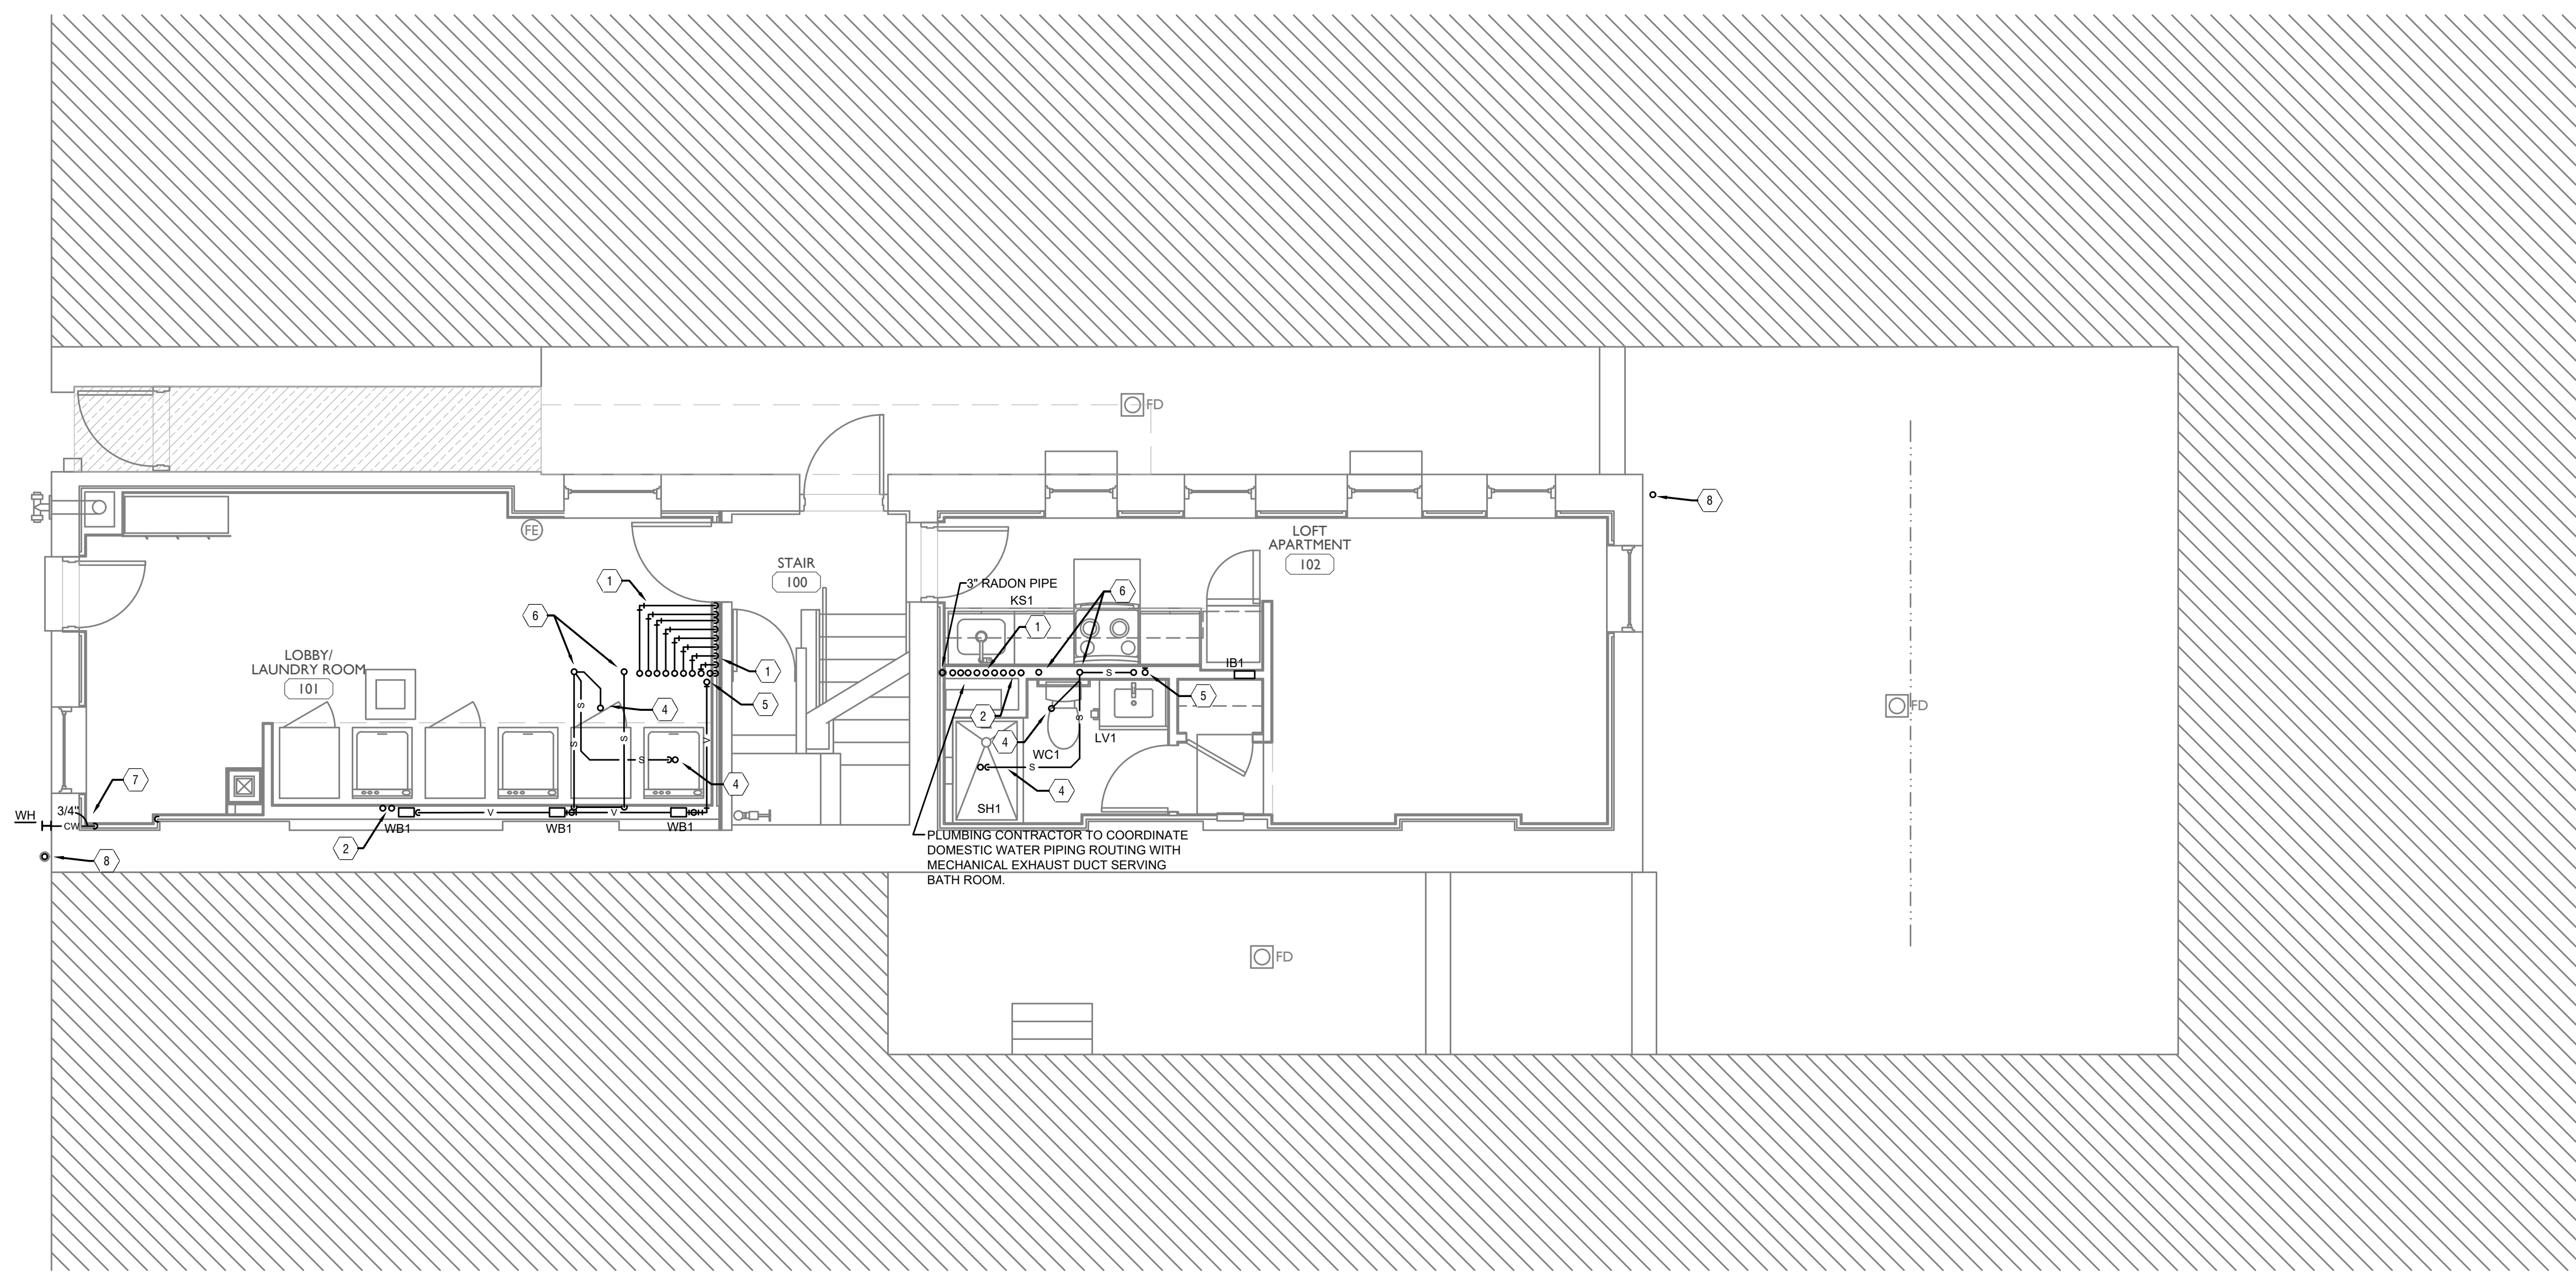 FD
8
FE
LOFT
APARTMENT
102
STAIR
100
1
3" RADON PIPE
KS1
6
6
1
LOBBY/
LAUNDRY ROOM
101
1
IB1
S
5
5
S
4
2
S
FD
V
S
S
4
WC1
LV1
S
4
S
4
7
SH1
WH
3/4"
CW
V
V
WB1
WB1
WB1
2
8
PLUMBING CONTRACTOR TO COORDINATE
DOMESTIC WATER PIPING ROUTING WITH
MECHANICAL EXHAUST DUCT SERVING
BATH ROOM.
FD